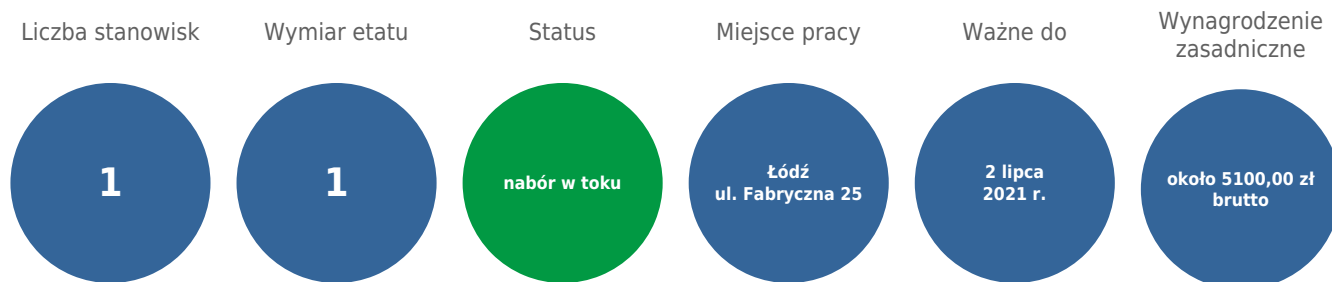 Liczba stanowisk
1
Wymiar etatu
1
Status
nabór w toku
Miejsce pracy
Łódź
ul. Fabryczna 25
Ważne do
2 lipca
2021 r.
Wynagrodzenie
zasadniczne
około 5100,00 zł
brutto